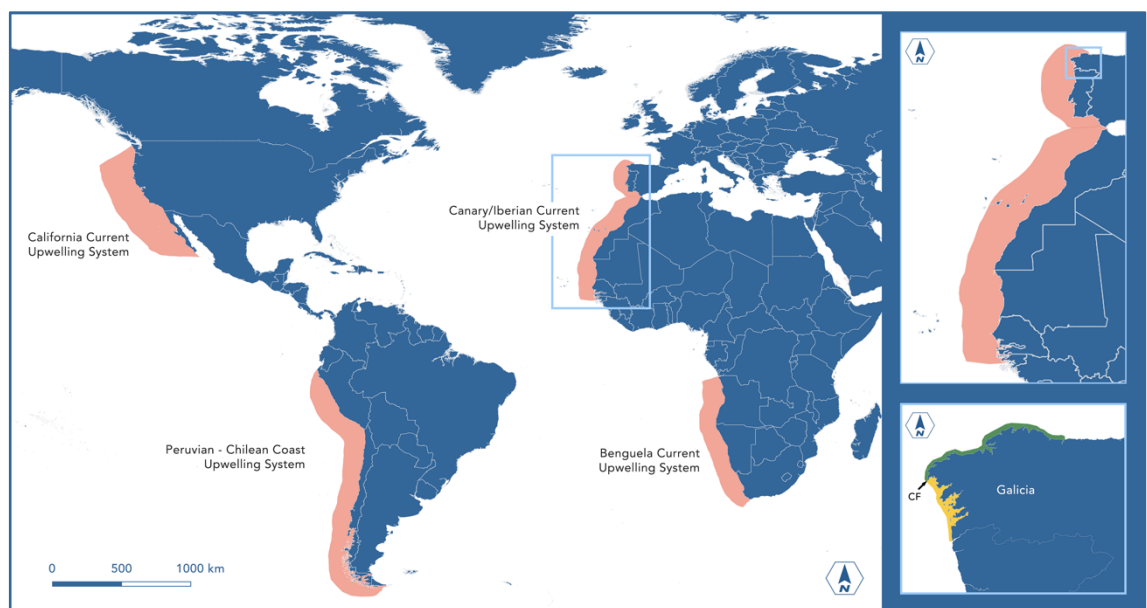 California Current
Upwelling System
Canary/Iberian Current
Upwelling System
Peruvian - Chilean Coast
Upwelling System
Benguela Current
Upwelling System
0 500 1000 km
N
N
N
CF
Galicia